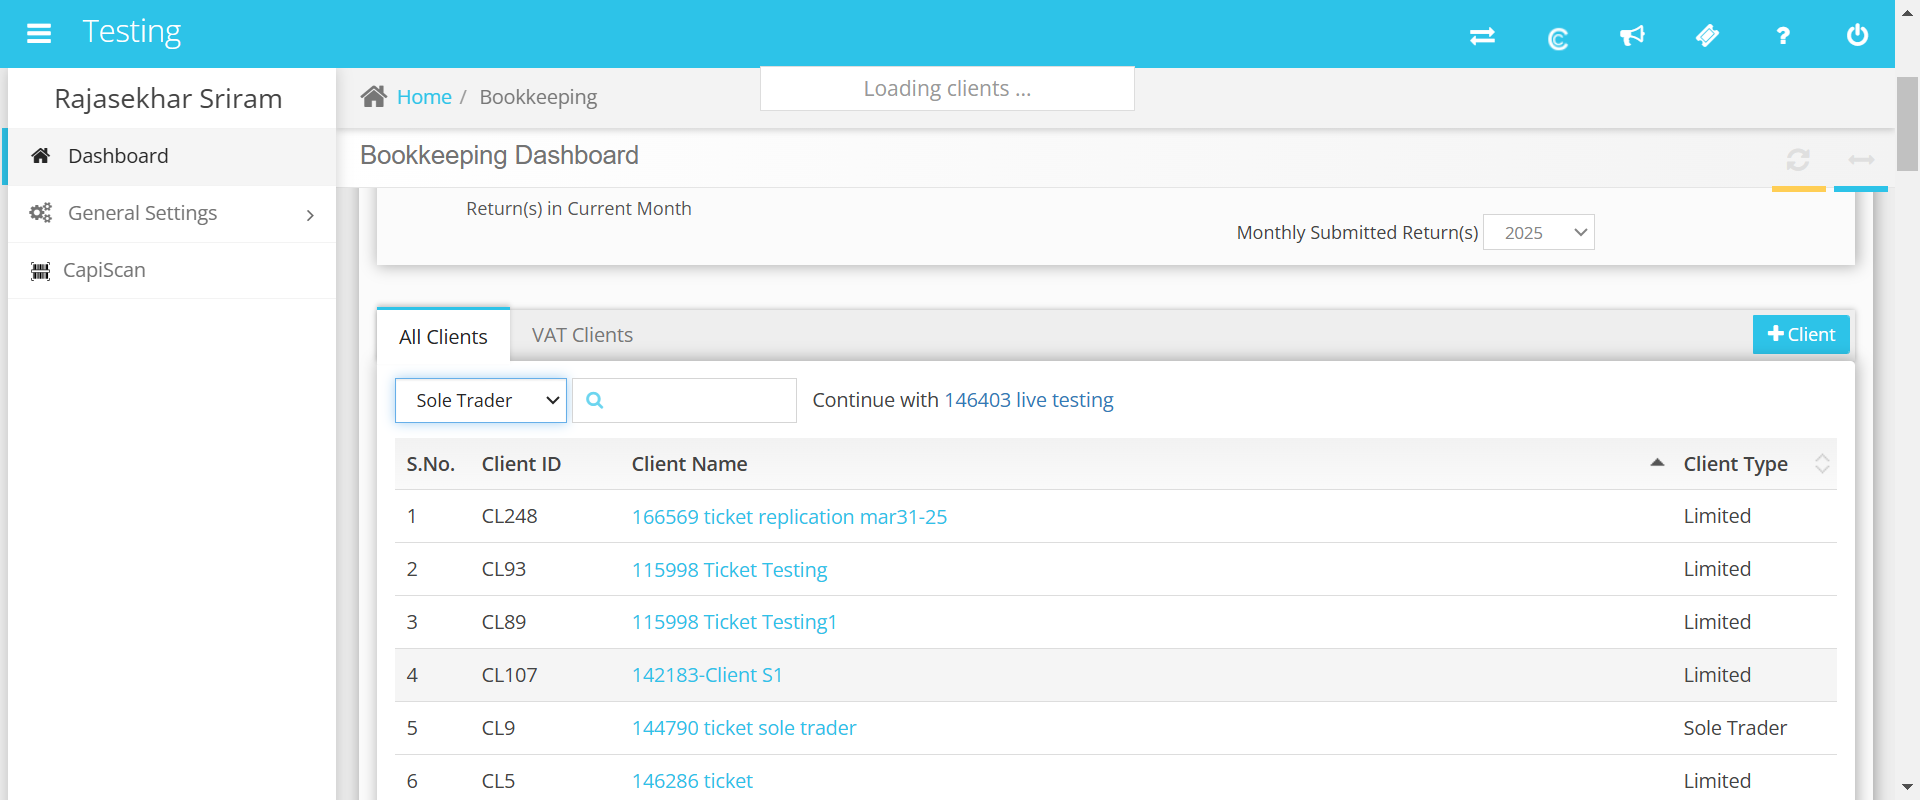 Testing
Rajasekhar Sriram
Dashboard
General Settings
CapiScan
Home / Bookkeeping
Loading clients ...
Bookkeeping Dashboard
Return(s) in Current Month
Monthly Submitted Return(s) 2025
All Clients VAT Clients
Client
Sole Trader Continue with 146403 live testing
S.No. Client ID Client Name Client Type
1 CL248 166569 ticket replication mar31-25 Limited
2 CL93 115998 Ticket Testing Limited
3 CL89 115998 Ticket Testing1 Limited
4 CL107 142183-Client S1 Limited
5 CL9 144790 ticket sole trader Sole Trader
6 CL5 146286 ticket Limited